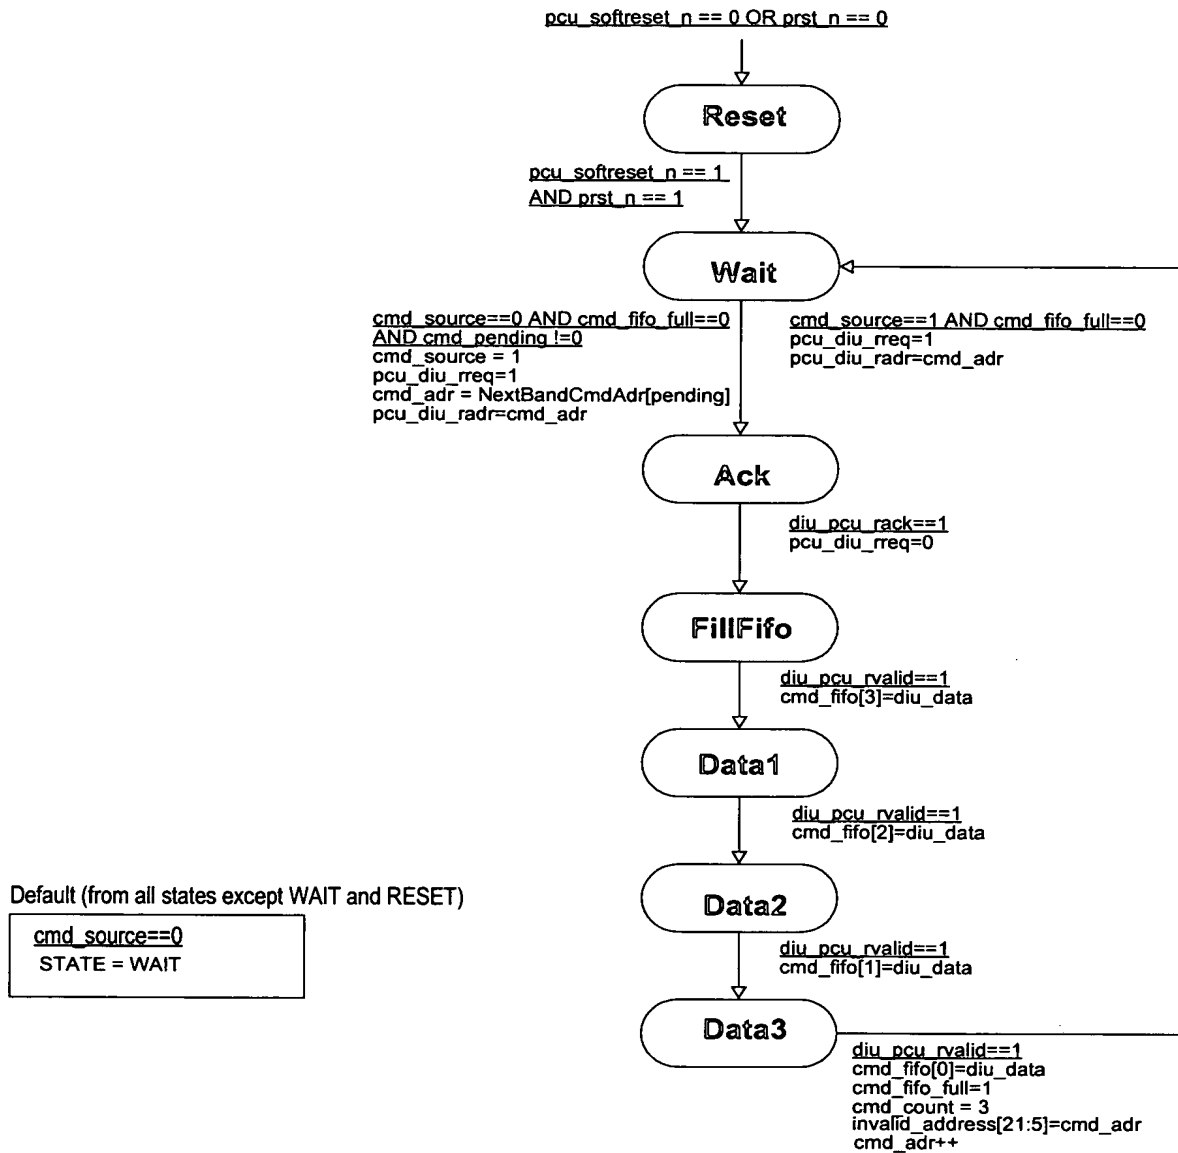 pcu_softreset_n == 0 OR prst_n == 0
Reset
pcu_softreset_n == 1
AND prst_n == 1
Wait
cmd_source==0 AND cmd_fifo_full==0
AND cmd_pending !=0
cmd_source = 1
pcu_diu_rreq=1
cmd_adr = NextBandCmdAdr[pending]
pcu_diu_radr=cmd_adr
cmd_source==1 AND cmd_fifo_full==0
pcu_diu_rreq=1
pcu_diu_radr=cmd_adr
Ack
diu_pcu_rack==1
pcu_diu_rreq=0
FillFifo
diu_pcu_rvalid==1
cmd_fifo[3]=diu_data
Data1
diu_pcu_rvalid==1
cmd_fifo[2]=diu_data
Default (from all states except WAIT and RESET)
cmd_source==0
STATE = WAIT
Data2
diu_pcu_rvalid==1
cmd_fifo[1]=diu_data
Data3
diu_pcu_rvalid==1
cmd_fifo[0]=diu_data
cmd_fifo_full=1
cmd_count = 3
invalid_address[21:5]=cmd_adr
cmd_adr++